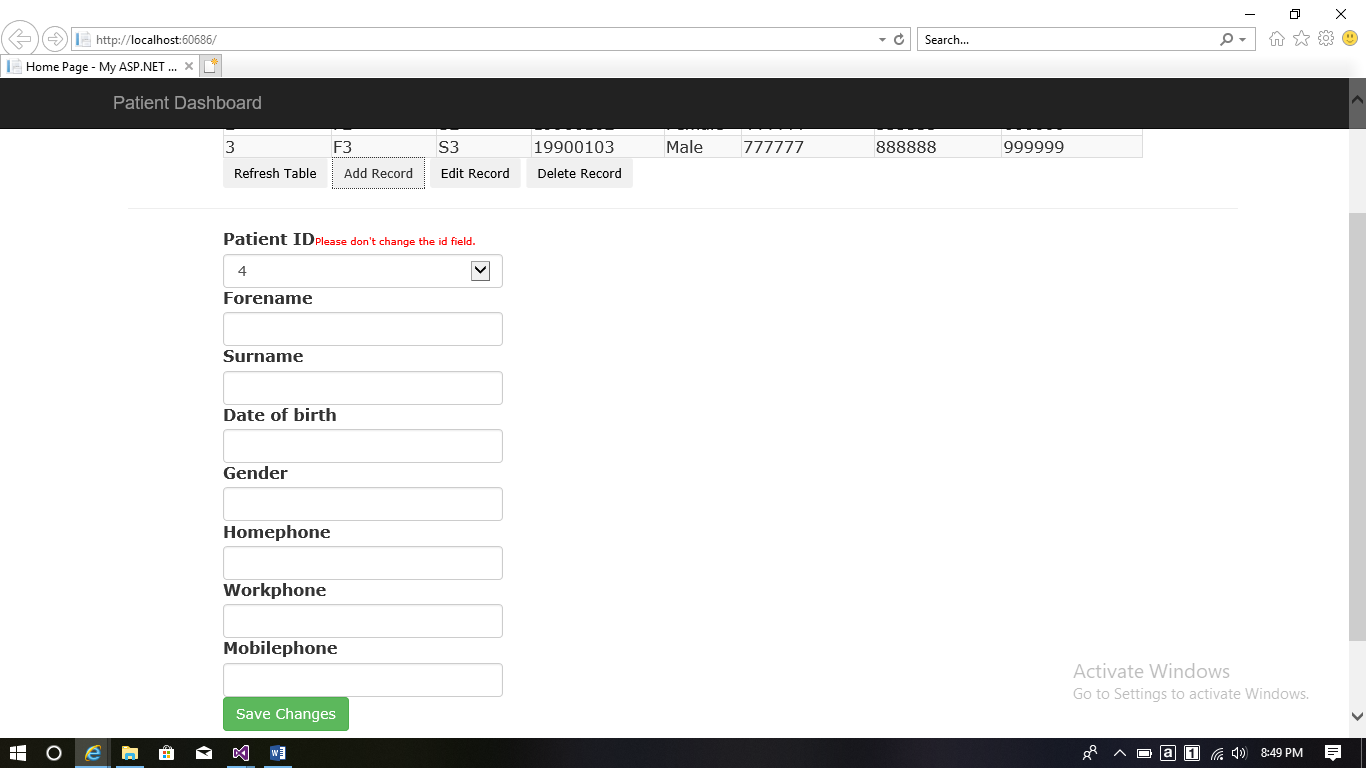 http://localhost:60686/
Search...
Home Page - My ASP.NET ...
Patient Dashboard
3 F3 S3 19900103 Male 777777 888888 999999
Refresh Table Add Record Edit Record Delete Record
Patient ID Please don't change the id field.
4
Forename
Surname
Date of birth
Gender
Homephone
Workphone
Mobilephone
Save Changes
Activate Windows
Go to Settings to activate Windows.
8:49 PM